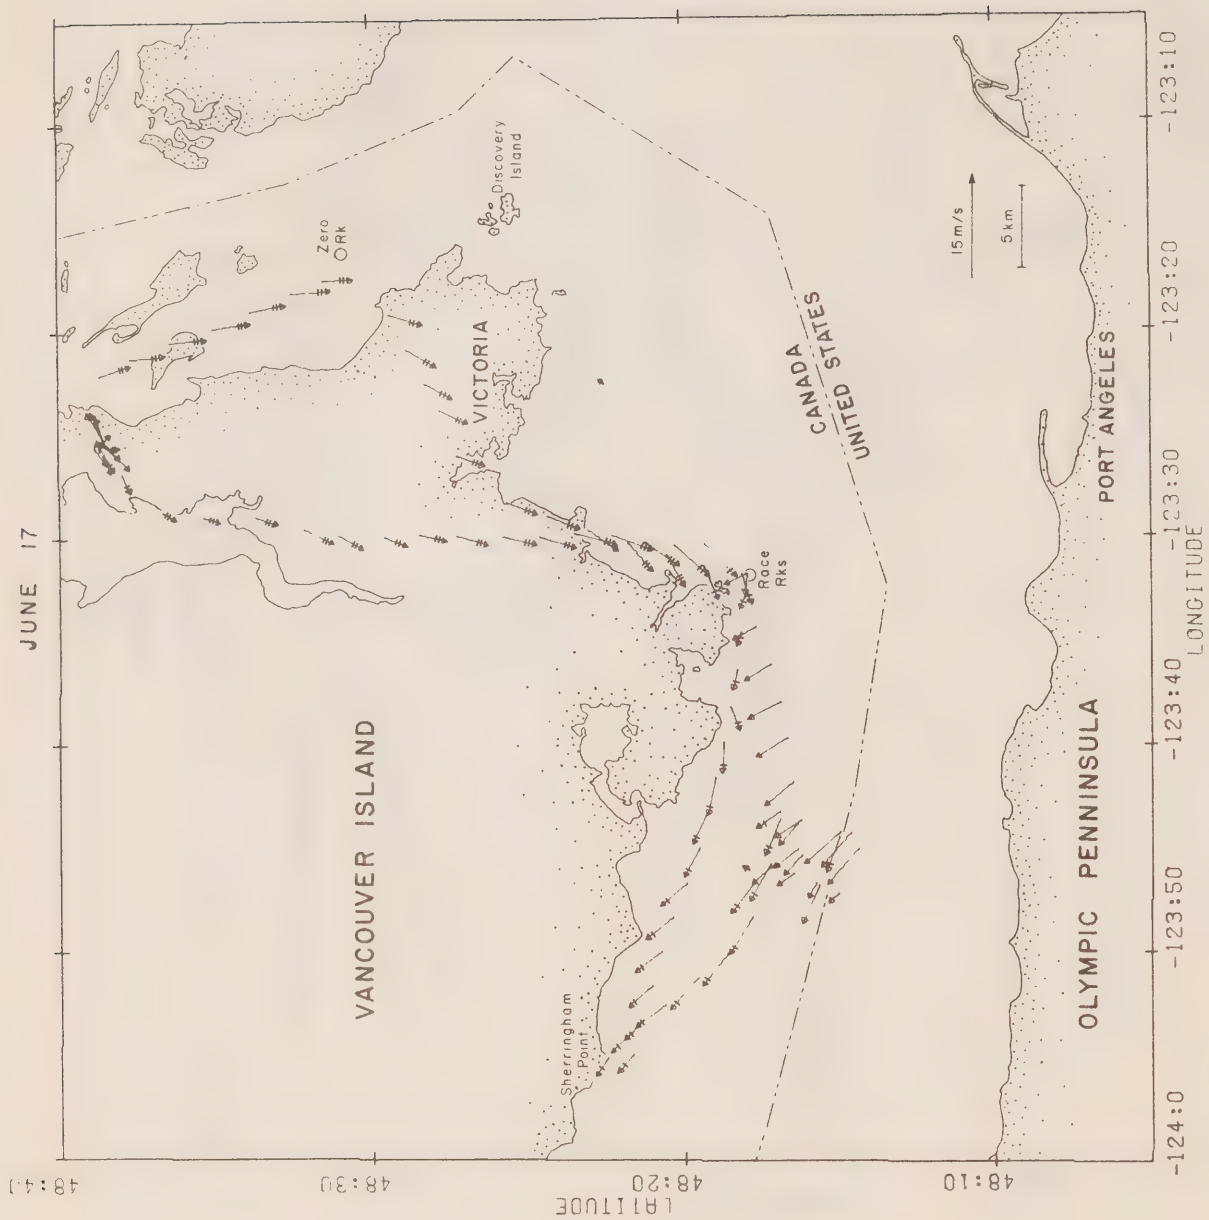 JUNE 17
VANCOUVER ISLAND
VICTORIA
Zero
Rk
Discovery
Island
Race
Rks
Sherringham
Point
CANADA
UNITED STATES
15 m/s
5 km
PORT ANGELES
OLYMPIC PENNINSULA
48:30
48:20
48:10
LATITUDE
-124:0
-123:50
-123:40
-123:30
-123:20
-123:10
LONGITUDE